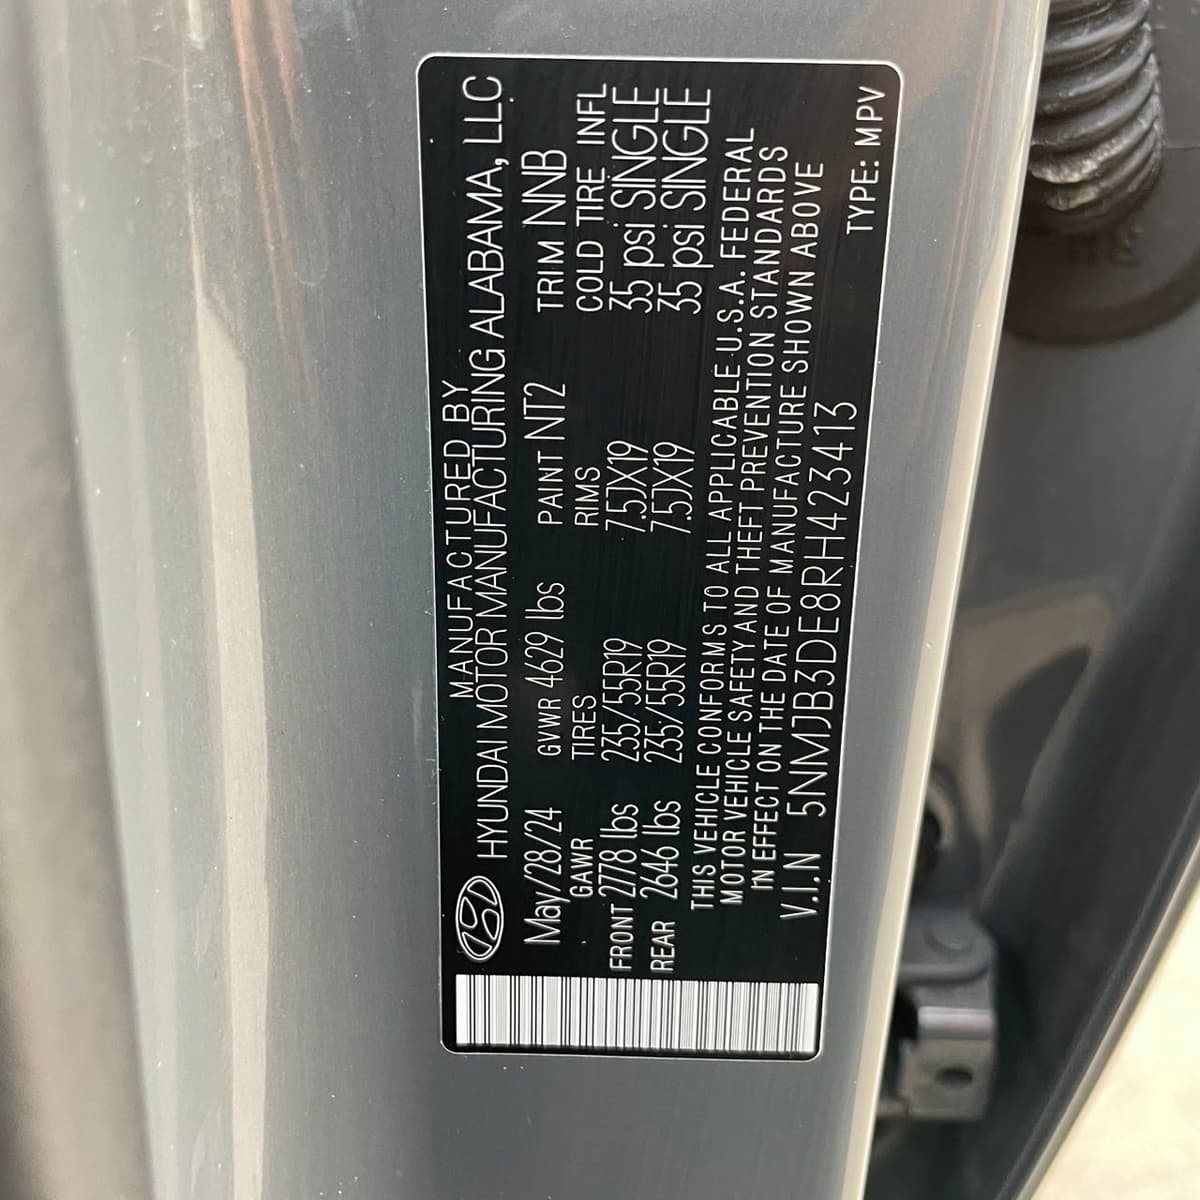 MANUFACTURED BY
HYUNDAI MOTOR MANUFACTURING ALABAMA, LLC
May/28/24 GVWR 4629 lbs PAINT NT2 TRIM NNB
GAWR TIRES RIMS COLD TIRE INFL
FRONT 2778 lbs 235/55R19 7.5JX19 35 psi SINGLE
REAR 2646 lbs 235/55R19 7.5JX19 35 psi SINGLE
THIS VEHICLE CONFORMS TO ALL APPLICABLE U.S.A. FEDERAL
MOTOR VEHICLE SAFETY AND THEFT PREVENTION STANDARDS
IN EFFECT ON THE DATE OF MANUFACTURE SHOWN ABOVE
V.I.N 5NMJB3DE8RH423413 TYPE: MPV